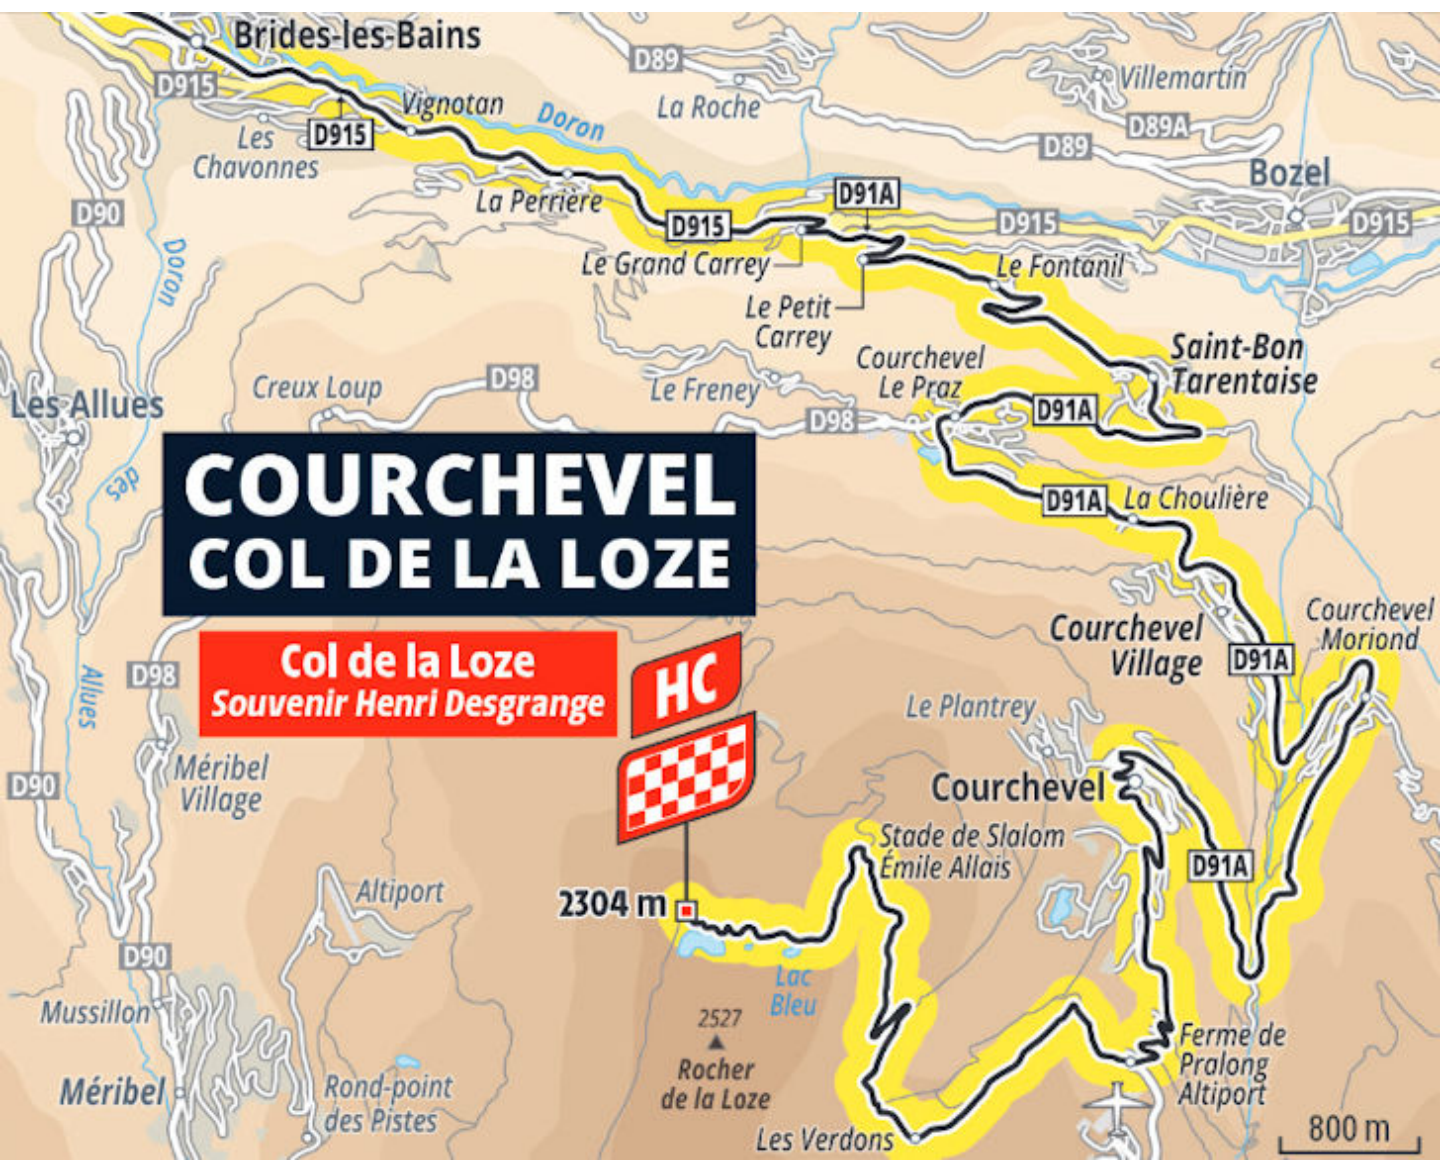 Brides-les-Bains
D89
Villemartin
D915
La Roche
Vignotan
Doron
D89A
D915
Les
Chavonnes
D89
Bozel
La Perrière
D91A
D90
D915
D915
D915
Doron
Le Grand Carrey
Le Fontanil
Le Petit
Carrey
Saint-Bon
Tarentaise
Courchevel
Le Praz
Creux Loup
D98
Le Freney
Les Allues
D98
D91A
des
COURCHEVEL
COL DE LA LOZE
D91A
La Choulière
Courchevel
Moriond
Courchevel
Village
D91A
Col de la Loze
Souvenir Henri Desgrange
HC
D98
Allues
Le Plantrey
Méribel
Village
D90
Courchevel
Stade de Slalom
Émile Allais
D91A
Altiport
2304 m
D90
Lac
Bleu
Mussillon
2527
Rocher
de la Loze
Ferme de
Pralong
Altiport
Méribel
Rond-point
des Pistes
Les Verdons
800 m